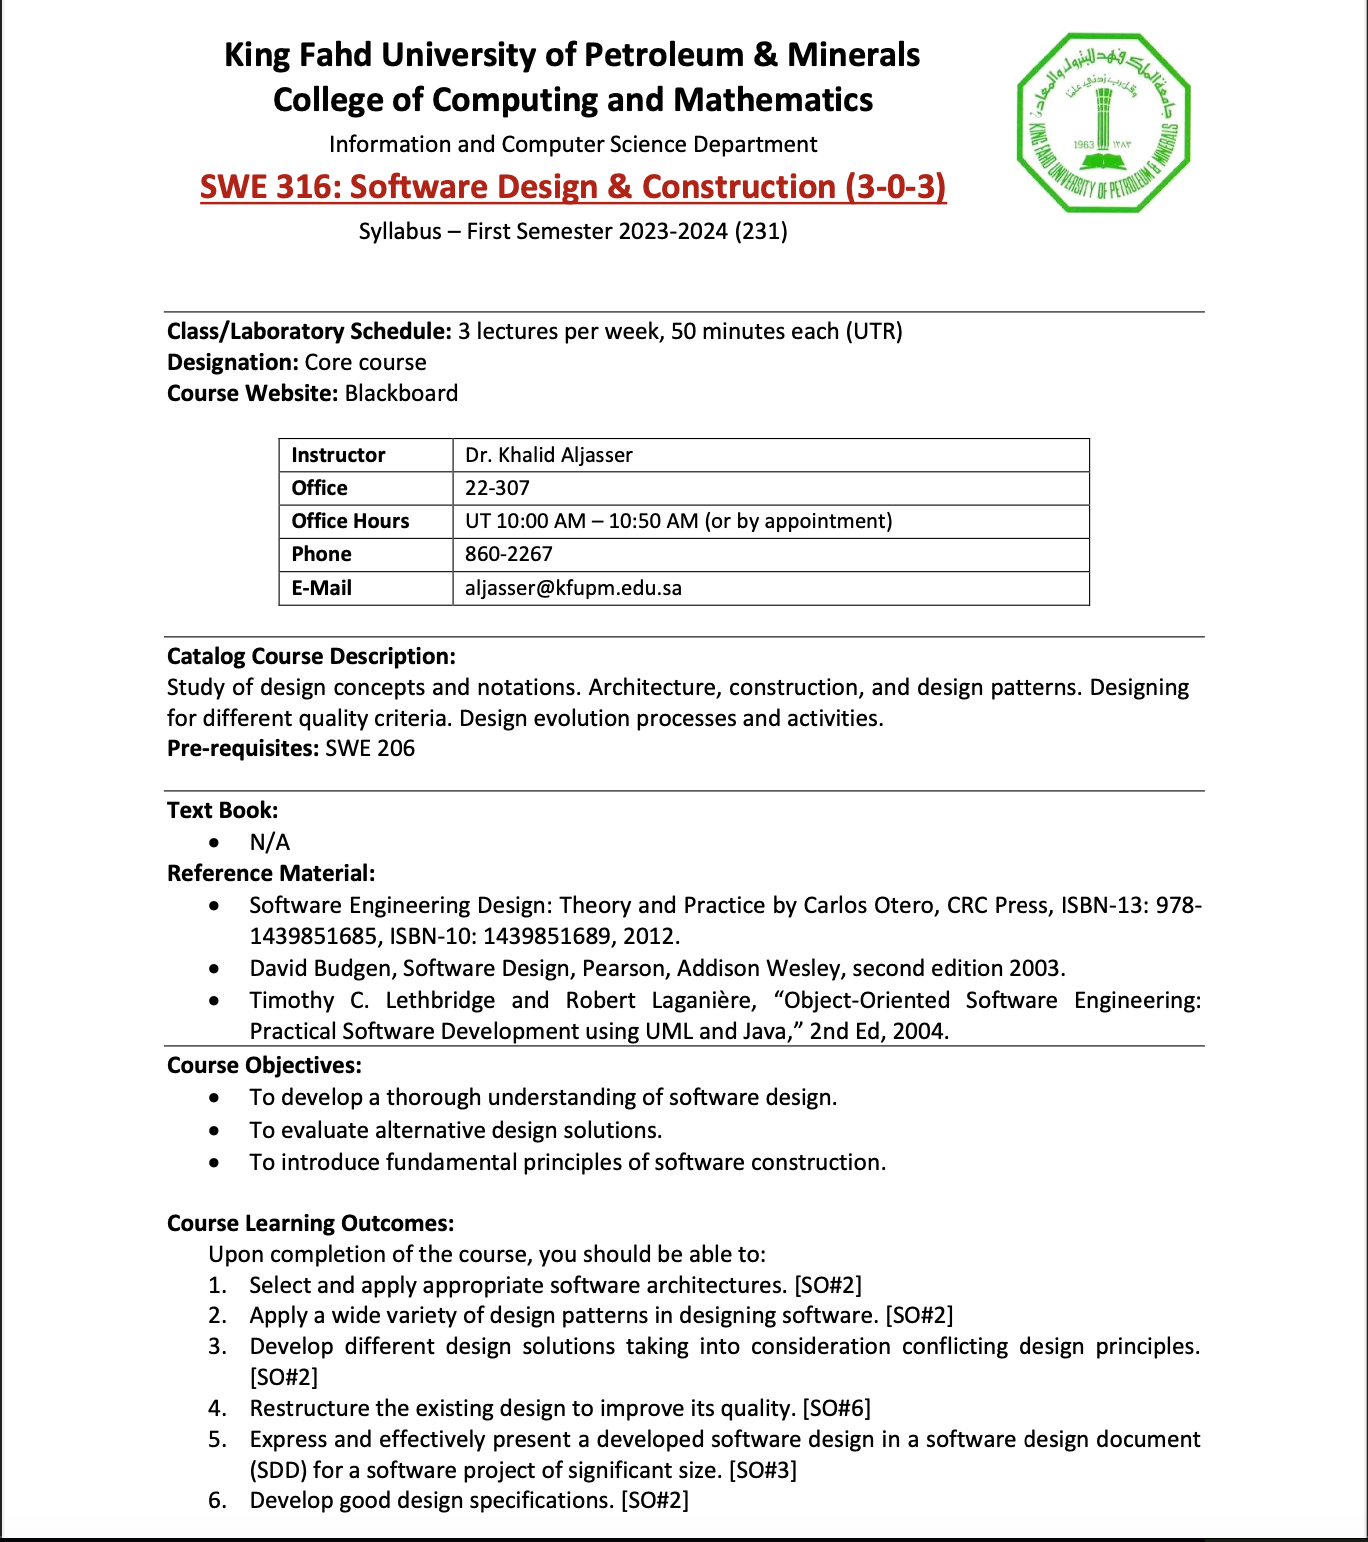 King Fahd University of Petroleum & Minerals
College of Computing and Mathematics
Information and Computer Science Department
SWE 316: Software Design & Construction (3-0-3)
Syllabus – First Semester 2023-2024 (231)
جامعة الملك فهد للبترول والمعادن
وقل رب زدني علما
1963 ١٣٨٣
KING FAHD UNIVERSITY OF PETROLEUM & MINERALS
Class/Laboratory Schedule: 3 lectures per week, 50 minutes each (UTR)
Designation: Core course
Course Website: Blackboard
Instructor Dr. Khalid Aljasser
Office 22-307
Office Hours UT 10:00 AM – 10:50 AM (or by appointment)
Phone 860-2267
E-Mail aljasser@kfupm.edu.sa
Catalog Course Description:
Study of design concepts and notations. Architecture, construction, and design patterns. Designing
for different quality criteria. Design evolution processes and activities.
Pre-requisites: SWE 206
Text Book:
• N/A
Reference Material:
• Software Engineering Design: Theory and Practice by Carlos Otero, CRC Press, ISBN-13: 978-
1439851685, ISBN-10: 1439851689, 2012.
• David Budgen, Software Design, Pearson, Addison Wesley, second edition 2003.
• Timothy C. Lethbridge and Robert Laganière, “Object-Oriented Software Engineering:
Practical Software Development using UML and Java,” 2nd Ed, 2004.
Course Objectives:
• To develop a thorough understanding of software design.
• To evaluate alternative design solutions.
• To introduce fundamental principles of software construction.
Course Learning Outcomes:
Upon completion of the course, you should be able to:
1. Select and apply appropriate software architectures. [SO#2]
2. Apply a wide variety of design patterns in designing software. [SO#2]
3. Develop different design solutions taking into consideration conflicting design principles.
[SO#2]
4. Restructure the existing design to improve its quality. [SO#6]
5. Express and effectively present a developed software design in a software design document
(SDD) for a software project of significant size. [SO#3]
6. Develop good design specifications. [SO#2]